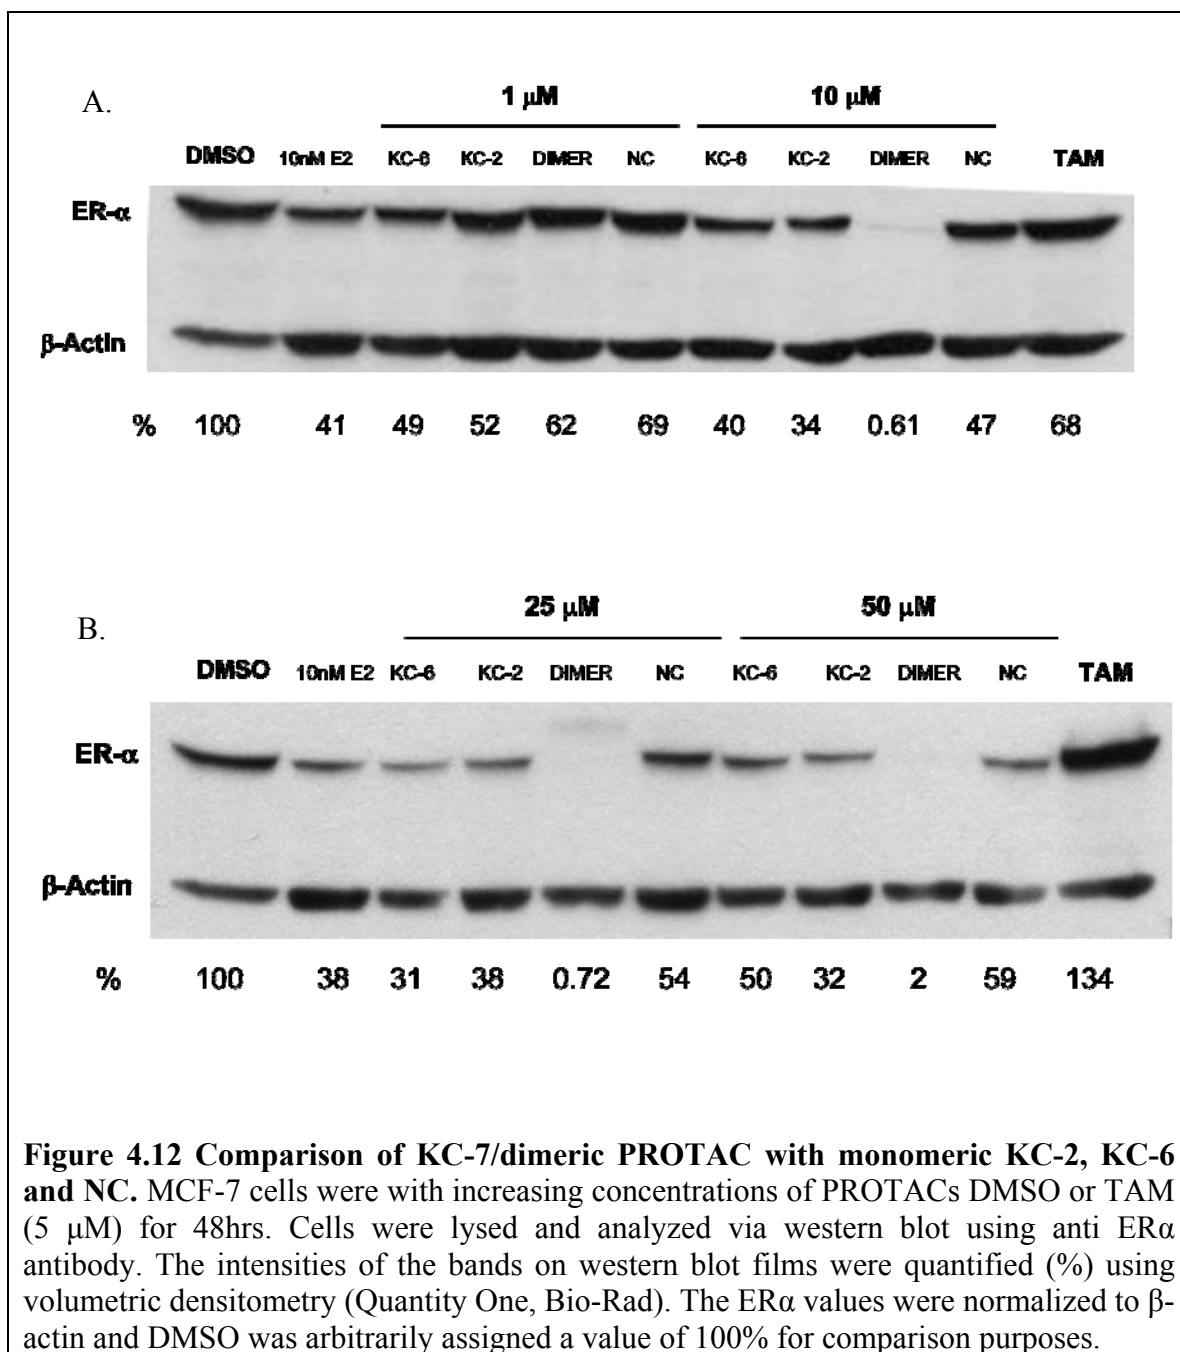 A.
1 µM 10 µM
DMSO 10nM E2 KC-6 KC-2 DIMER NC KC-6 KC-2 DIMER NC TAM
ER-α
β-Actin
% 100 41 49 52 62 69 40 34 0.61 47 68
25 µM 50 µM
B.
DMSO 10nM E2 KC-6 KC-2 DIMER NC KC-6 KC-2 DIMER NC TAM
ER-α
β-Actin
% 100 38 31 38 0.72 54 50 32 2 59 134
Figure 4.12 Comparison of KC-7/dimeric PROTAC with monomeric KC-2, KC-6
and NC. MCF-7 cells were with increasing concentrations of PROTACs DMSO or TAM
(5 µM) for 48hrs. Cells were lysed and analyzed via western blot using anti ERα
antibody. The intensities of the bands on western blot films were quantified (%) using
volumetric densitometry (Quantity One, Bio-Rad). The ERα values were normalized to β-
actin and DMSO was arbitrarily assigned a value of 100% for comparison purposes.